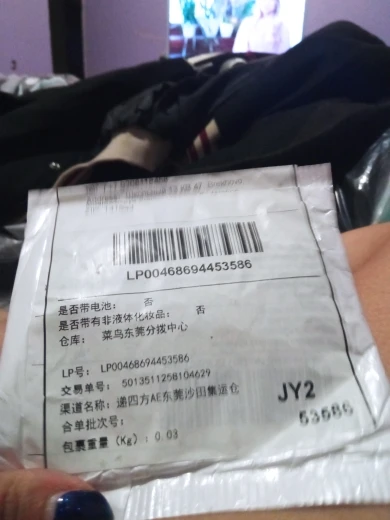 LP00468694453586
是否带电池： 否
是否带有非液体化妆品： 否
仓库： 菜鸟东莞分拨中心
LP号： LP00468694453586
交易单号： 5013511258104629
渠道名称：递四方AE东莞沙田集运仓
合单批次号：
JY2
53586
包裹重量（Kg）：0.03